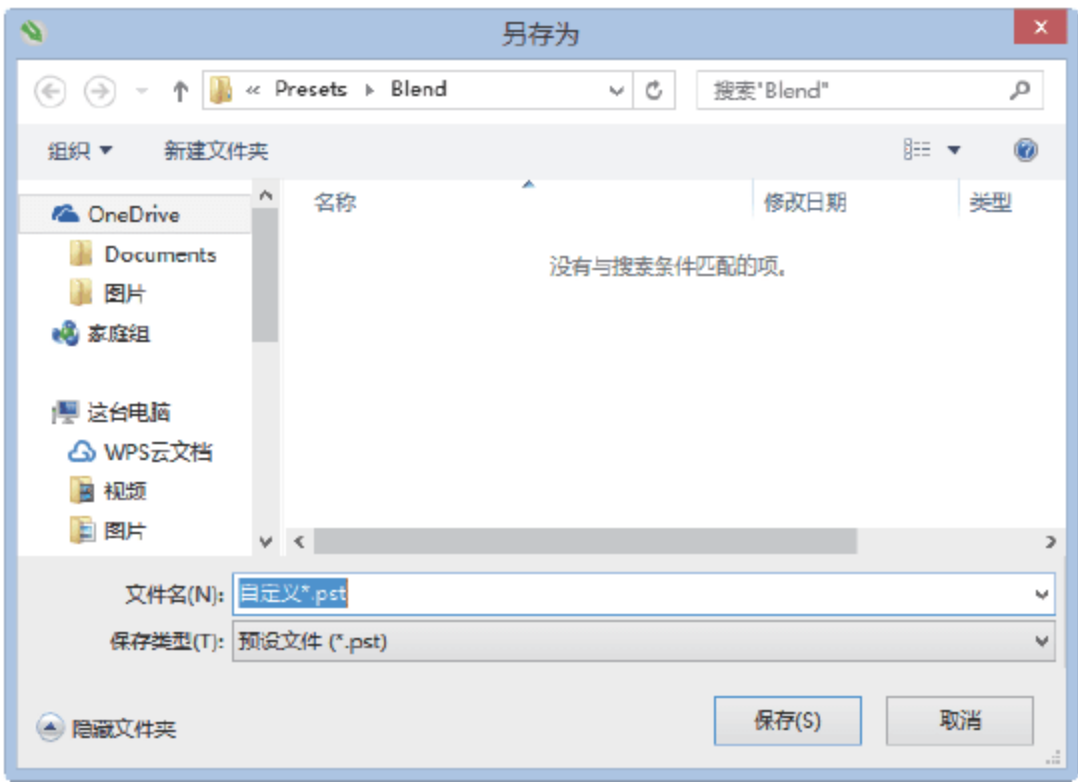 另存为
« Presets Blend
搜索"Blend"
组织 新建文件夹
名称 修改日期 类型
没有与搜索条件匹配的项。
OneDrive
Documents
图片
家庭组
这台电脑
WPS云文档
视频
图片
文件名(N): 自定义*.pst
保存类型(T): 预设文件 (*.pst)
隐藏文件夹
保存(S) 取消